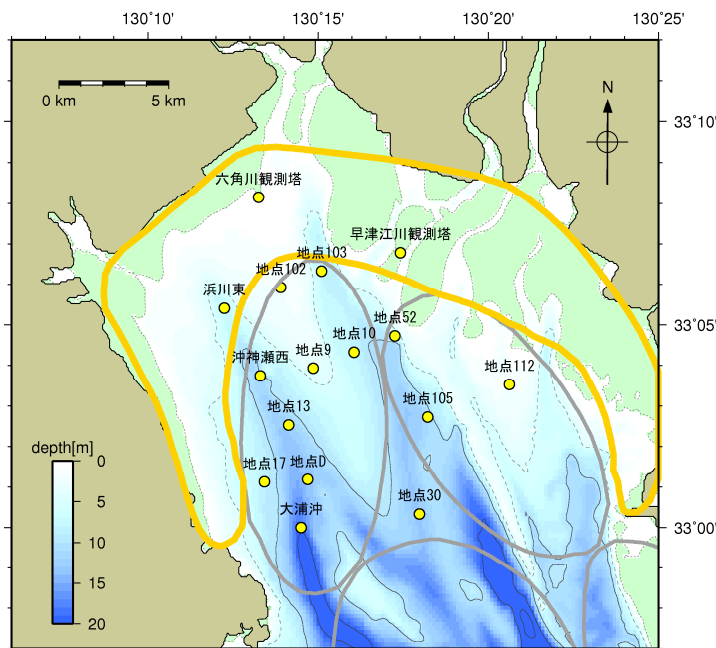 130°10' 130°15' 130°20' 130°25'
0 km 5 km
N
33°10'
六角川観測塔
早津江川観測塔
地点103
地点102
浜川東
33°05'
地点52
地点10
沖神瀬西
地点9
地点112
地点13
地点105
depth[m]
0
5
10
15
20
地点17
地点D
地点30
大浦沖
33°00'